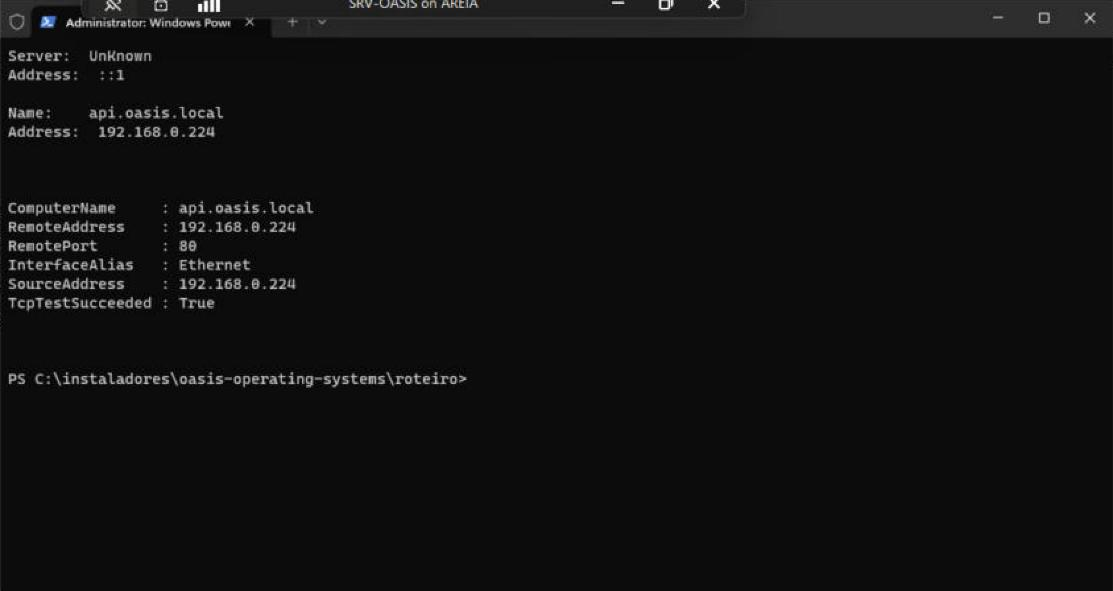 SRV-OASIS on AREIA
Administrator: Windows Powe
Server:  UnKnown
Address:  ::1
Name:    api.oasis.local
Address:  192.168.0.224
ComputerName     : api.oasis.local
RemoteAddress    : 192.168.0.224
RemotePort       : 80
InterfaceAlias   : Ethernet
SourceAddress    : 192.168.0.224
TcpTestSucceeded : True
PS C:\instaladores\oasis-operating-systems\roteiro>